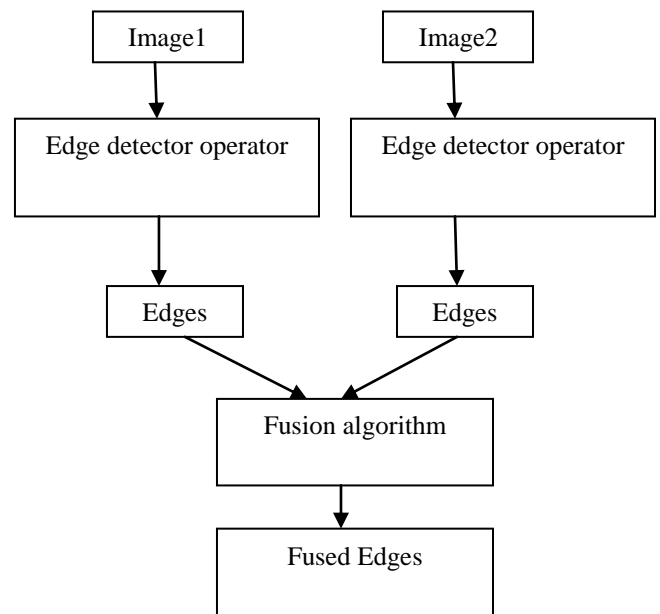 Image1
Image2
Edge detector operator
Edge detector operator
Edges
Edges
Fusion algorithm
Fused Edges